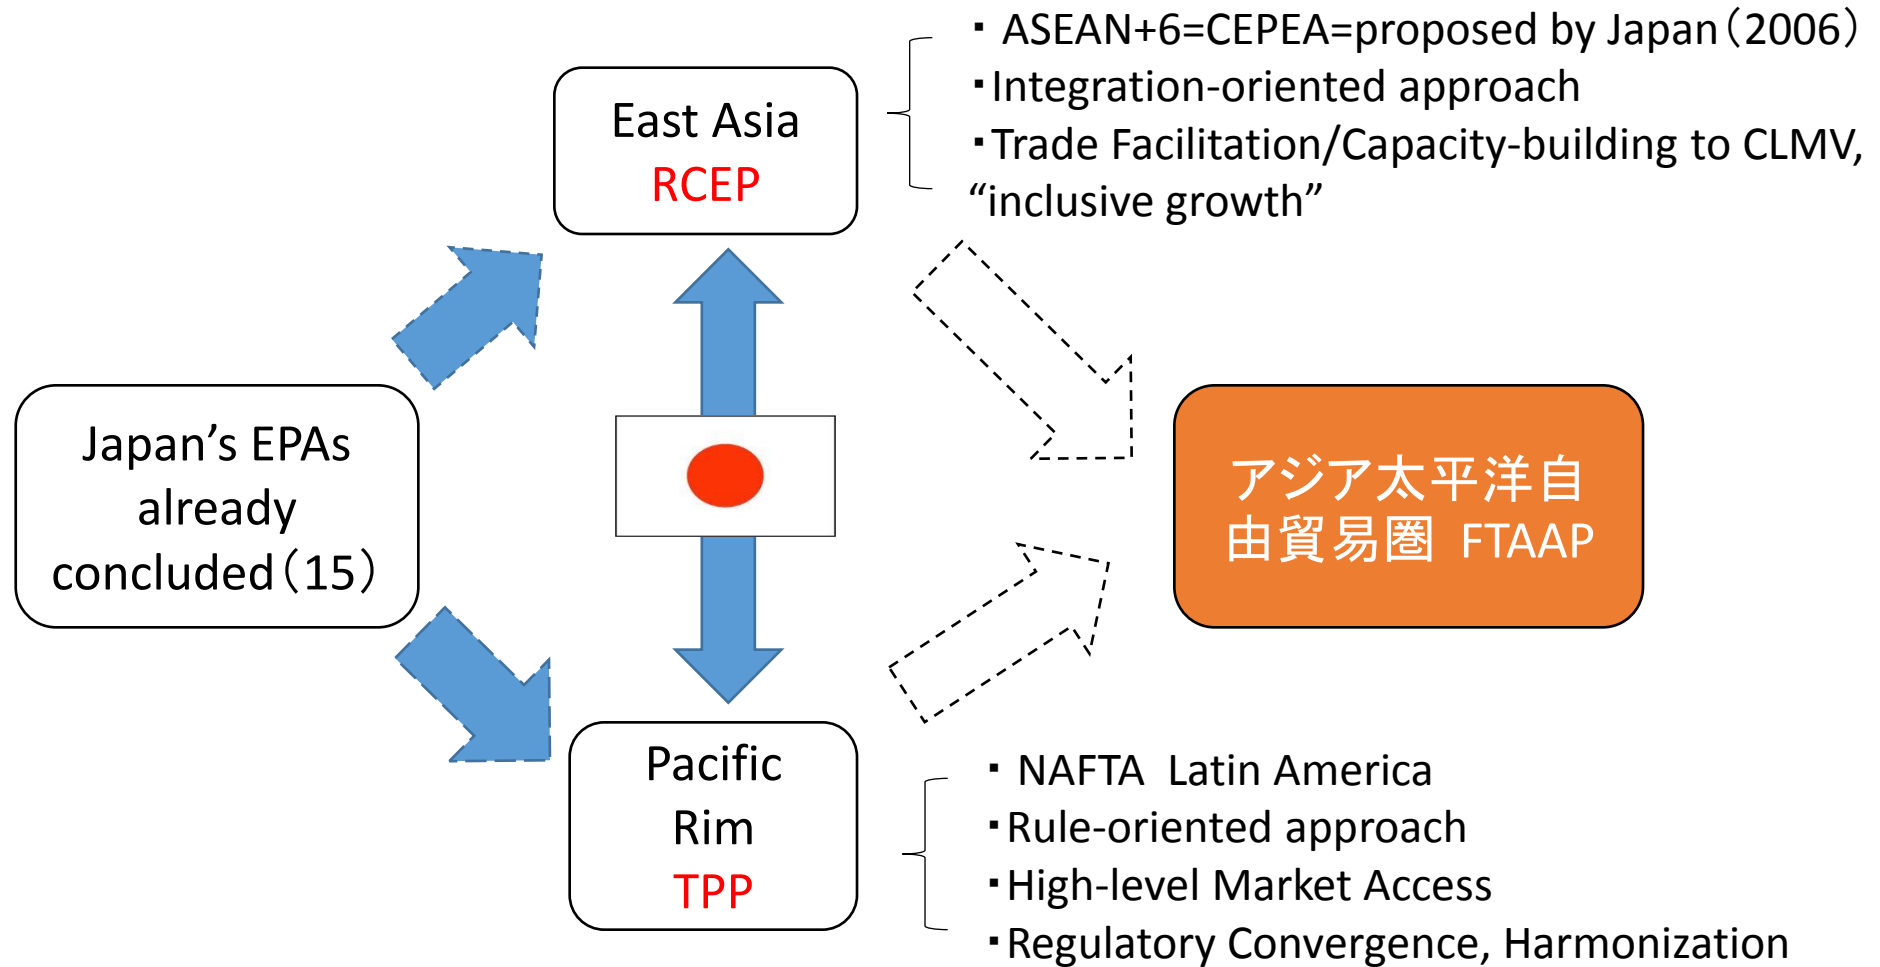 ・ ASEAN+6=CEPEA=proposed by Japan（2006）
・Integration-oriented approach
・Trade Facilitation/Capacity-building to CLMV,
“inclusive growth”
East Asia
RCEP
Japan’s EPAs
already
concluded（15）
アジア太平洋自
由貿易圏 FTAAP
Pacific
Rim
TPP
・ NAFTA Latin America
・Rule-oriented approach
・High-level Market Access
・Regulatory Convergence, Harmonization